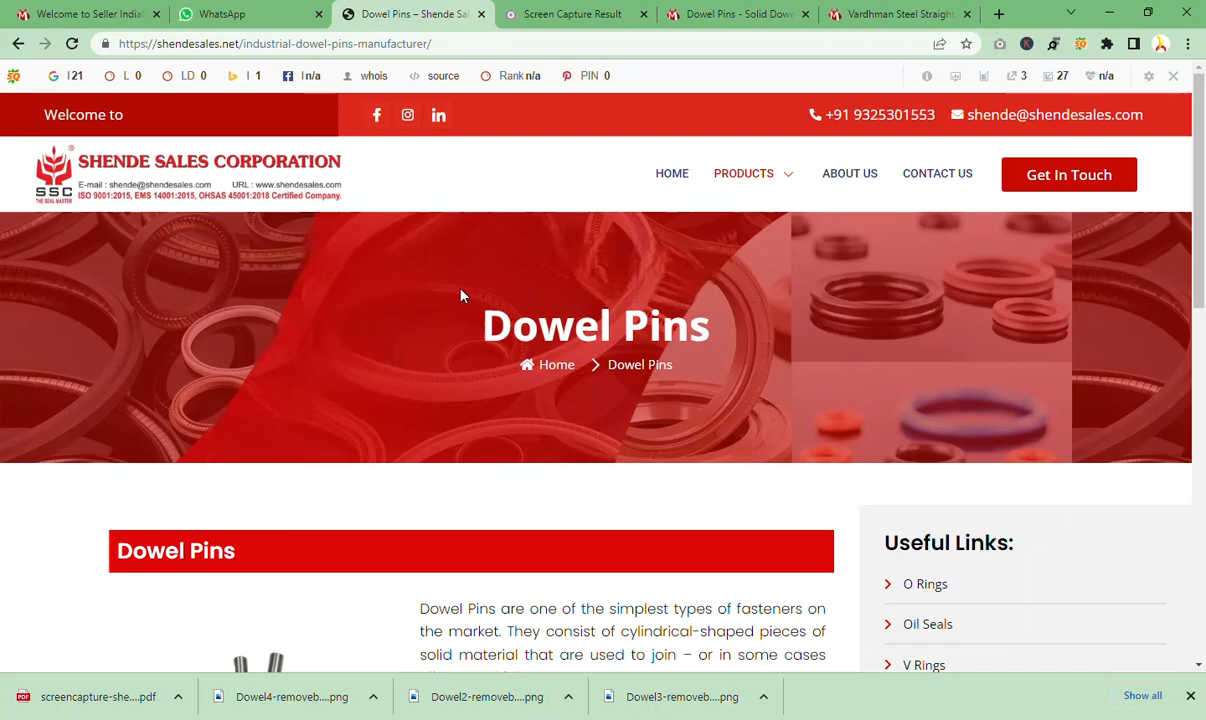 Welcome to Seller India
WhatsApp
Dowel Pins – Shende Sa
Screen Capture Result
Dowel Pins - Solid Dowe
Vardhman Steel Straigh
https://shendesales.net/industrial-dowel-pins-manufacturer/
I 21
L 0
LD 0
I 1
I n/a
whois
source
Rank n/a
PIN 0
3
27
n/a
Welcome to
+91 9325301553
shende@shendesales.com
SSC
THE SEAL MASTER
SHENDE SALES CORPORATION
E-mail : shende@shendesales.com URL : www.shendesales.com
ISO 9001:2015, EMS 14001:2015, OHSAS 45001:2018 Certified Company.
HOME
PRODUCTS
ABOUT US
CONTACT US
Get In Touch
Dowel Pins
Home
Dowel Pins
Dowel Pins
Dowel Pins are one of the simplest types of fasteners on
the market. They consist of cylindrical-shaped pieces of
solid material that are used to join – or in some cases
Useful Links:
O Rings
Oil Seals
V Rings
screencapture-she....pdf
Dowel4-removeb....png
Dowel2-removeb....png
Dowel3-removeb....png
Show all